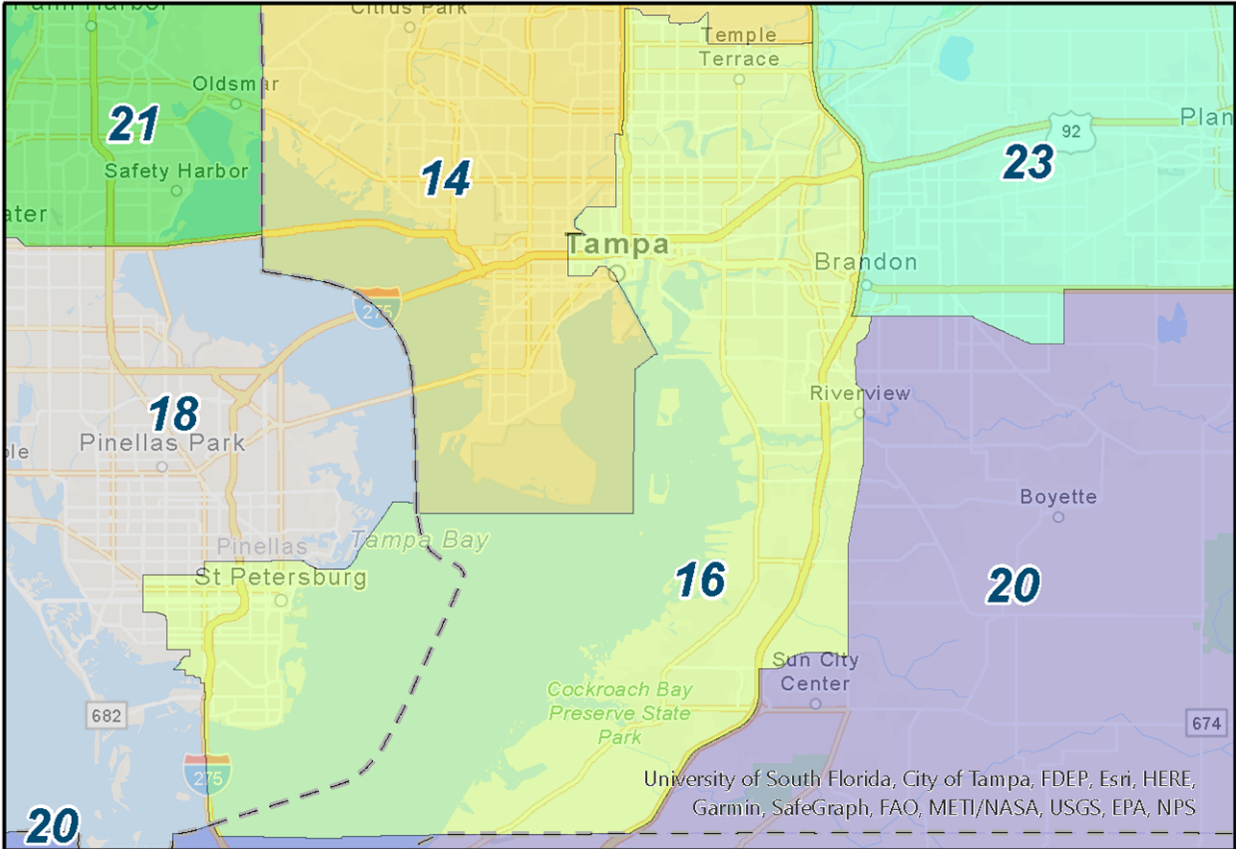 Citrus Park
Temple
Terrace
Oldsmar
21
92
Plan
23
14
Safety Harbor
ater
Tampa
Brandon
275
Riverview
18
Pinellas Park
ole
Boyette
Tampa Bay
Pinellas
St Petersburg
16
20
Sun City
Center
Cockroach Bay
Preserve State
Park
682
674
275
University of South Florida, City of Tampa, FDEP, Esri, HERE,
Garmin, SafeGraph, FAO, METI/NASA, USGS, EPA, NPS
20